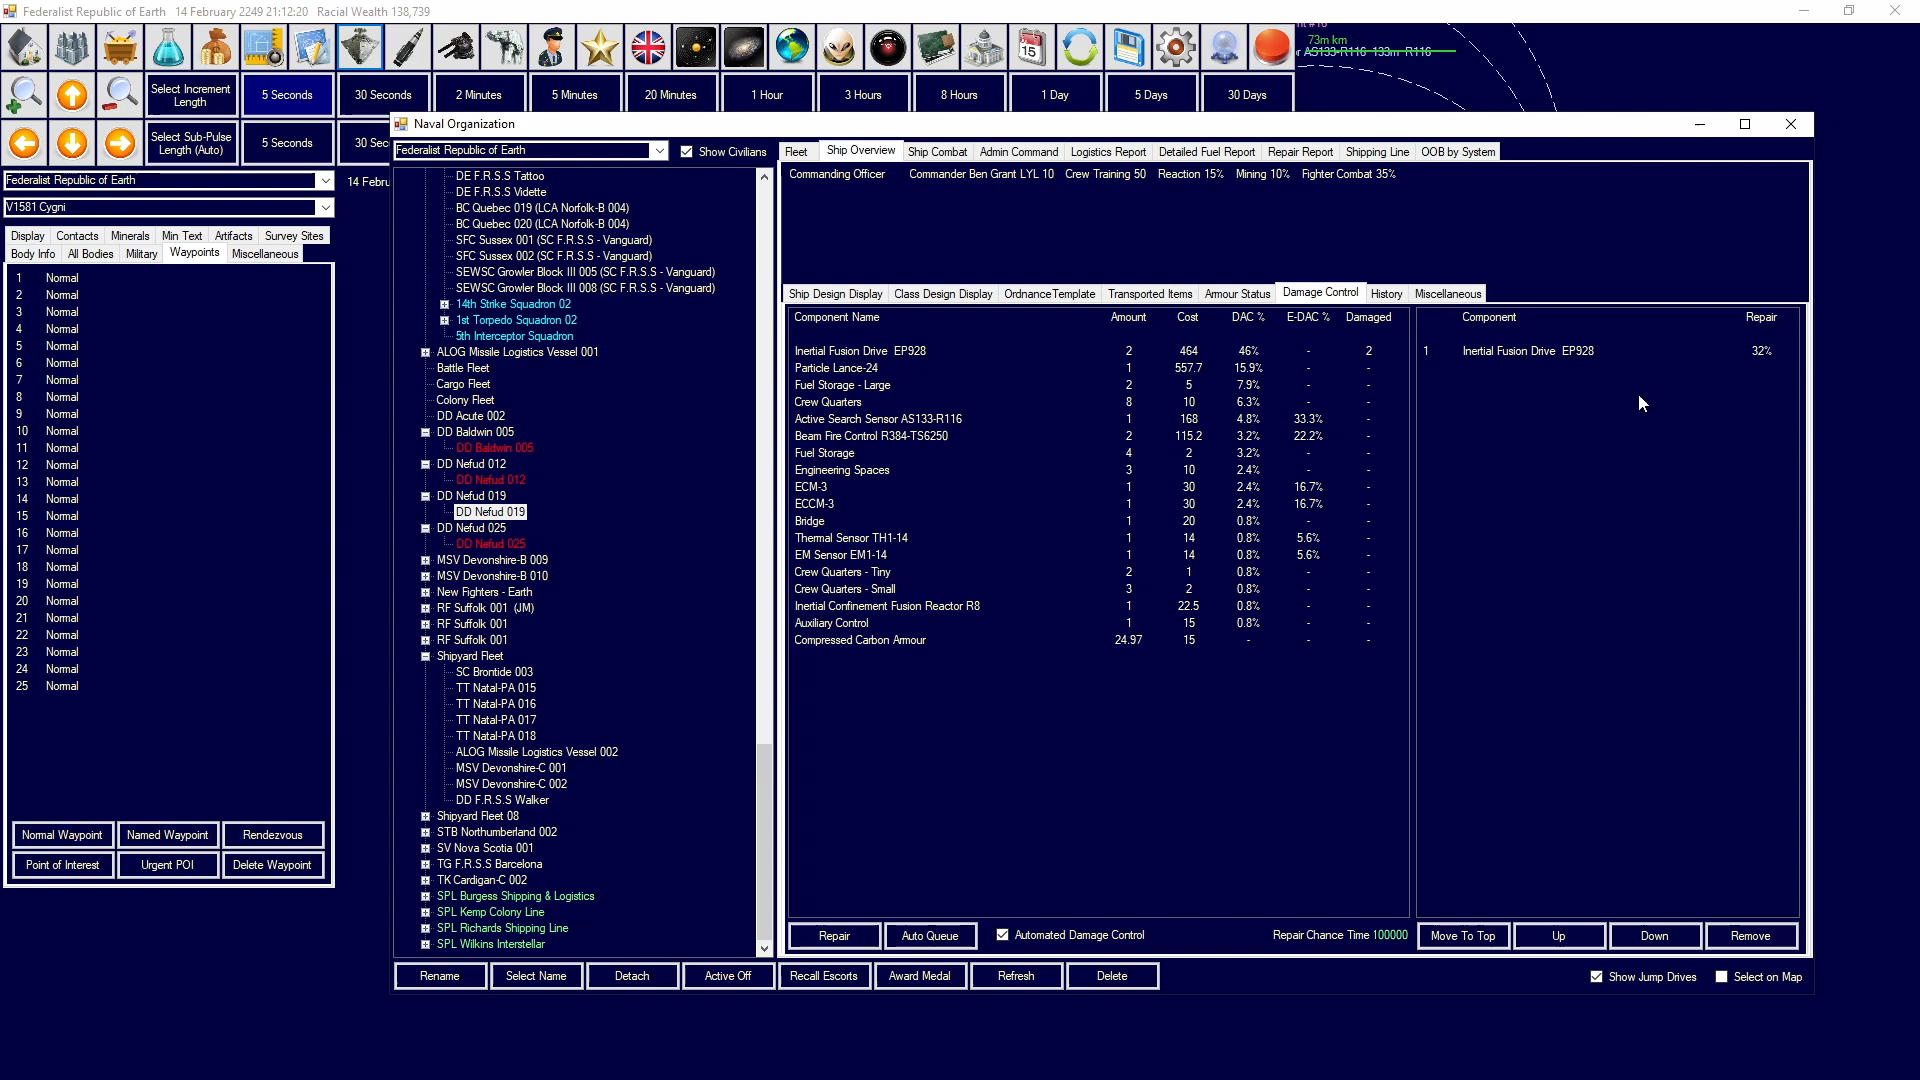 Federalist Republic of Earth 14 February 2249 21:12:20 Racial Wealth 138,739
73m km
AS133-R116 133m R116
15
Select Increment Length
5 Seconds
30 Seconds
2 Minutes
5 Minutes
20 Minutes
1 Hour
3 Hours
8 Hours
1 Day
5 Days
30 Days
Select Sub-Pulse Length (Auto)
5 Seconds
30 Sec
Federalist Republic of Earth
14 Febru
V1581 Cygni
Display Contacts Minerals Min Text Artifacts Survey Sites
Body Info All Bodies Military Waypoints Miscellaneous
1 Normal
2 Normal
3 Normal
4 Normal
5 Normal
6 Normal
7 Normal
8 Normal
9 Normal
10 Normal
11 Normal
12 Normal
13 Normal
14 Normal
15 Normal
16 Normal
17 Normal
18 Normal
19 Normal
20 Normal
21 Normal
22 Normal
23 Normal
24 Normal
25 Normal
Normal Waypoint Named Waypoint Rendezvous
Point of Interest Urgent POI Delete Waypoint
Naval Organization
Federalist Republic of Earth
Show Civilians
Fleet Ship Overview Ship Combat Admin Command Logistics Report Detailed Fuel Report Repair Report Shipping Line OOB by System
DE F.R.S.S Tattoo
DE F.R.S.S Vidette
BC Quebec 019 (LCA Norfolk-B 004)
BC Quebec 020 (LCA Norfolk-B 004)
SFC Sussex 001 (SC F.R.S.S - Vanguard)
SFC Sussex 002 (SC F.R.S.S - Vanguard)
SEWSC Growler Block III 005 (SC F.R.S.S - Vanguard)
SEWSC Growler Block III 008 (SC F.R.S.S - Vanguard)
14th Strike Squadron 02
1st Torpedo Squadron 02
5th Interceptor Squadron
ALOG Missile Logistics Vessel 001
Battle Fleet
Cargo Fleet
Colony Fleet
DD Acute 002
DD Baldwin 005
DD Baldwin 005
DD Nefud 012
DD Nefud 012
DD Nefud 019
DD Nefud 019
DD Nefud 025
DD Nefud 025
MSV Devonshire-B 009
MSV Devonshire-B 010
New Fighters - Earth
RF Suffolk 001 (JM)
RF Suffolk 001
RF Suffolk 001
Shipyard Fleet
SC Brontide 003
TT Natal-PA 015
TT Natal-PA 016
TT Natal-PA 017
TT Natal-PA 018
ALOG Missile Logistics Vessel 002
MSV Devonshire-C 001
MSV Devonshire-C 002
DD F.R.S.S Walker
Shipyard Fleet 08
STB Northumberland 002
SV Nova Scotia 001
TG F.R.S.S Barcelona
TK Cardigan-C 002
SPL Burgess Shipping & Logistics
SPL Kemp Colony Line
SPL Richards Shipping Line
SPL Wilkins Interstellar
Commanding Officer Commander Ben Grant LYL 10 Crew Training 50 Reaction 15% Mining 10% Fighter Combat 35%
Ship Design Display Class Design Display Ordnance Template Transported Items Armour Status Damage Control History Miscellaneous
Component Name Amount Cost DAC % E-DAC % Damaged
Inertial Fusion Drive EP928 2 464 46% - 2
Particle Lance-24 1 557.7 15.9% - -
Fuel Storage - Large 2 5 7.9% - -
Crew Quarters 8 10 6.3% - -
Active Search Sensor AS133-R116 1 168 4.8% 33.3% -
Beam Fire Control R384-TS6250 2 115.2 3.2% 22.2% -
Fuel Storage 4 2 3.2% - -
Engineering Spaces 3 10 2.4% - -
ECM-3 1 30 2.4% 16.7% -
ECCM-3 1 30 2.4% 16.7% -
Bridge 1 20 0.8% - -
Thermal Sensor TH1-14 1 14 0.8% 5.6% -
EM Sensor EM1-14 1 14 0.8% 5.6% -
Crew Quarters - Tiny 2 1 0.8% - -
Crew Quarters - Small 3 2 0.8% - -
Inertial Confinement Fusion Reactor R8 1 22.5 0.8% - -
Auxiliary Control 1 15 0.8% - -
Compressed Carbon Armour 24.97 15 - - -
Component Repair
1 Inertial Fusion Drive EP928 32%
Repair Auto Queue Automated Damage Control Repair Chance Time 100000
Move To Top Up Down Remove
Rename Select Name Detach Active Off Recall Escorts Award Medal Refresh Delete
Show Jump Drives Select on Map